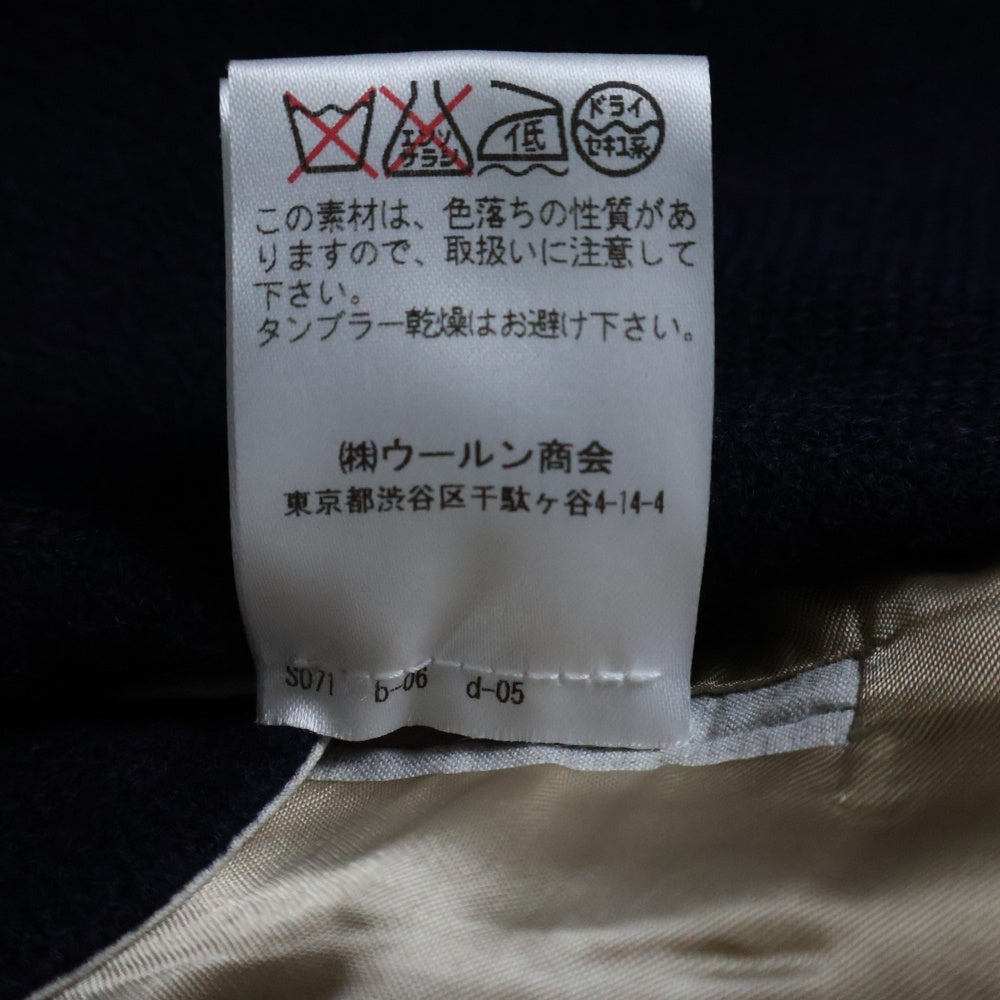 エンソ
サラシ
低
ドライ
セキユ系
この素材は、色落ちの性質があ
りますので、取扱いに注意して
下さい。
タンブラー乾燥はお避け下さい。
㈱ウールン商会
東京都渋谷区千駄ヶ谷4-14-4
S071 b-06 d-05